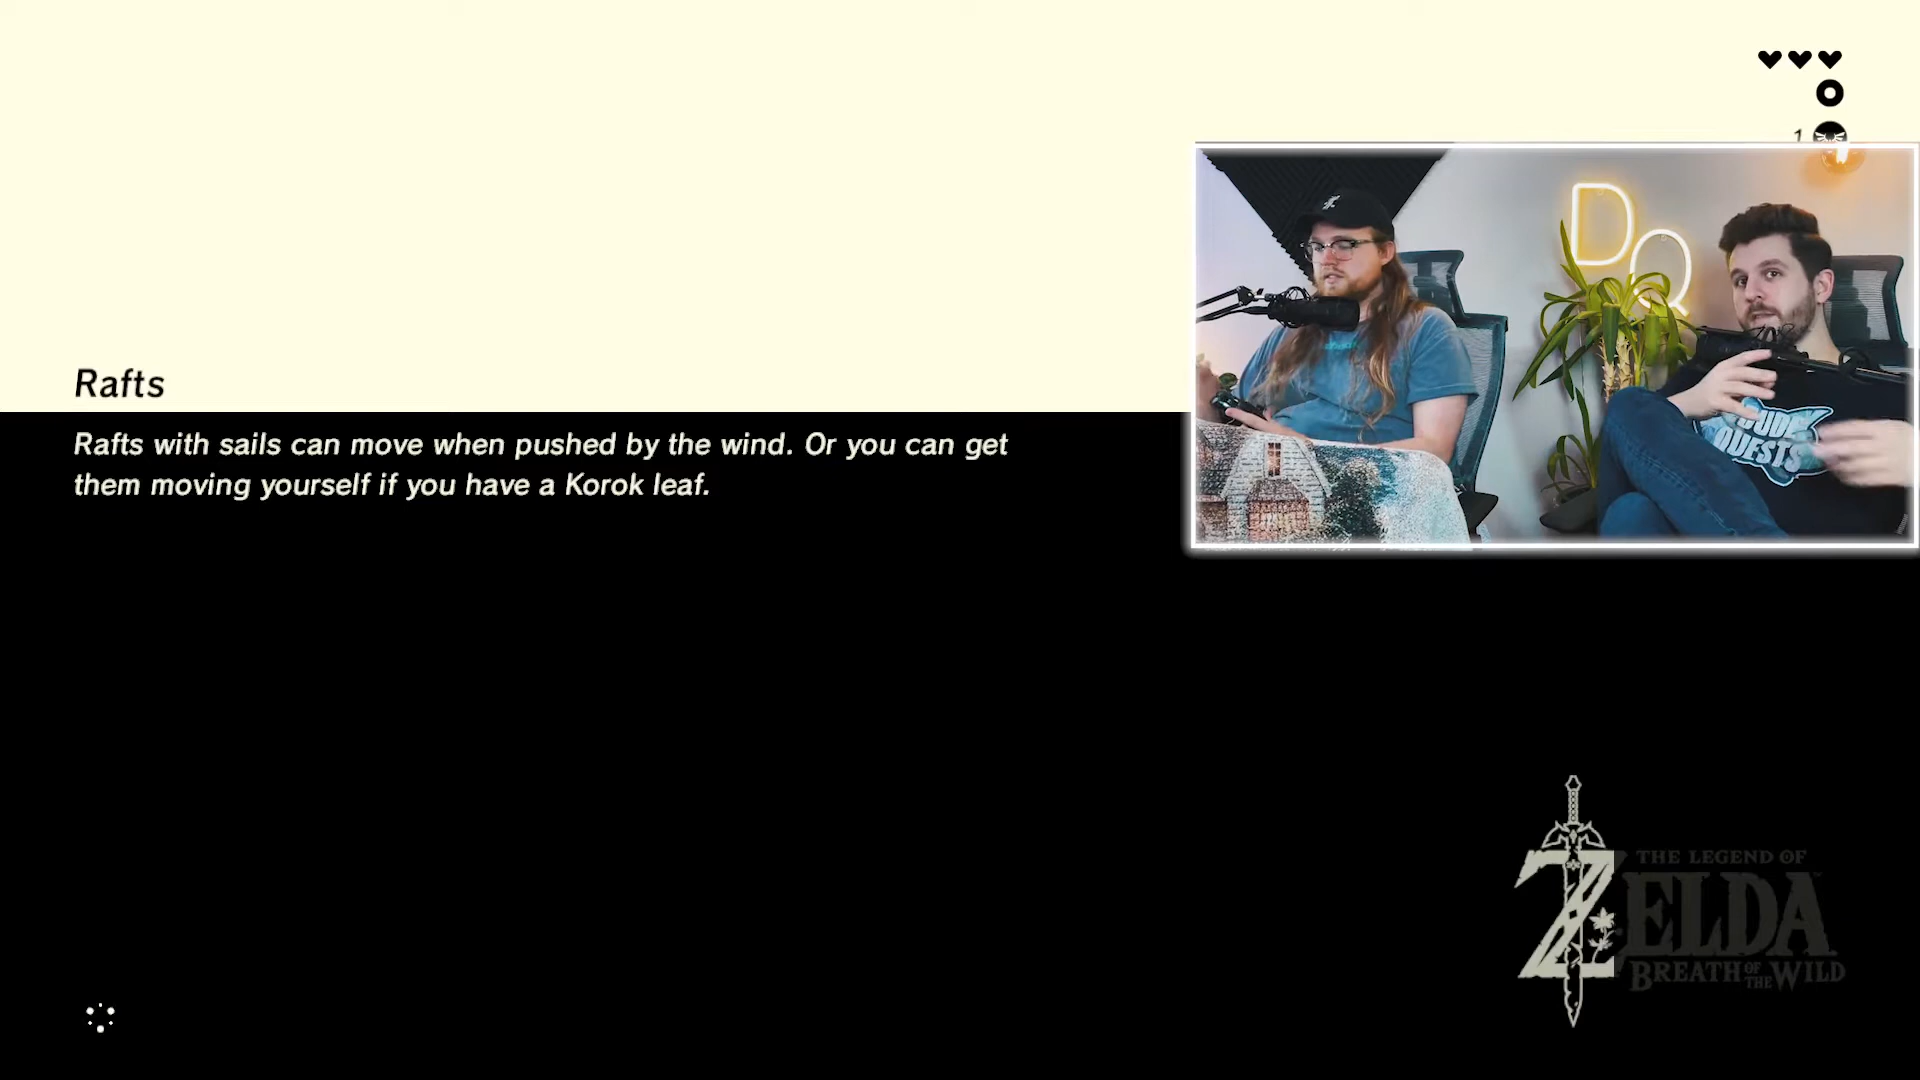 1
DQ
Rafts
Rafts with sails can move when pushed by the wind. Or you can get
them moving yourself if you have a Korok leaf.
QUESTS
THE LEGEND OF
ZELDA
BREATH OF THE WILD